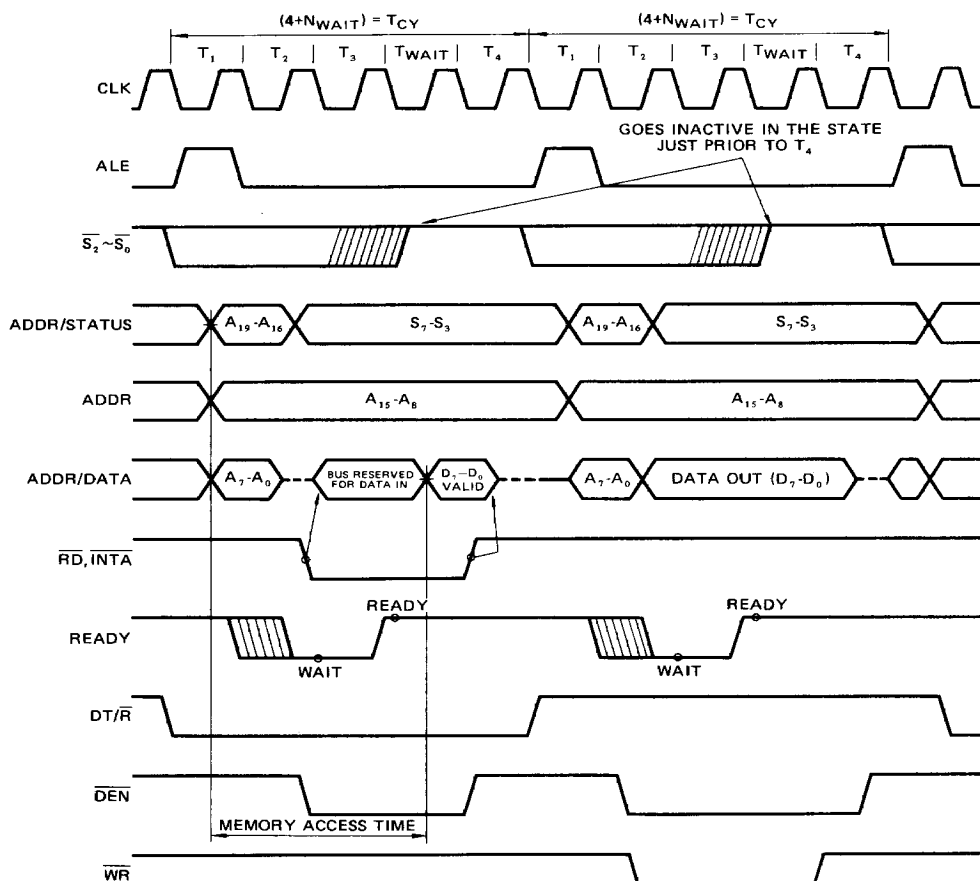 (4+NWAIT) = TCY (4+NWAIT) = TCY
T1 T2 T3 TWAIT T4 T1 T2 T3 TWAIT T4
CLK
GOES INACTIVE IN THE STATE
JUST PRIOR TO T4
ALE
S2~S0
ADDR/STATUS A19-A16 S7-S3 A19-A16 S7-S3
ADDR A15-A8 A15-A8
ADDR/DATA A7-A0 BUS RESERVED FOR DATA IN D7-D0 VALID A7-A0 DATA OUT (D7-D0)
RD, INTA
READY READY READY
WAIT WAIT
DT/R
DEN
MEMORY ACCESS TIME
WR